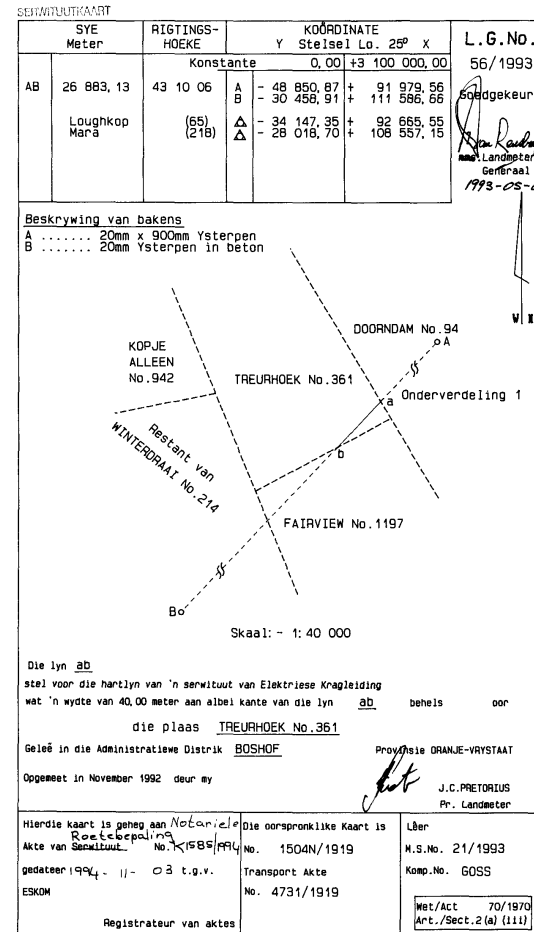 SERWITUUTKAART
SYE
Meter
RIGTINGS-
HOEKE
KOÖRDINATE
Y Stelsel Lo. 25º X
L.G.No.
56/1993
Konstante 0,00 +3 100 000,00
AB 26 883,13 43 10 06 A - 48 850,87 + 91 979,56
B - 30 458,91 + 111 586,66
Loughkop (65) △ - 34 147,35 + 92 665,55
Mara (218) △ - 28 018,70 + 108 557,15
Goedgekeur
nms.Landmeter
Generaal
1993-05-
Beskrywing van bakens
A ....... 20mm x 900mm Ysterpen
B ....... 20mm Ysterpen in beton
DOORNDAM No.94
A
KOPJE
ALLEEN
No.942
TREURHOEK No.361
a Onderverdeling 1
Restant van
WINTERDRAAI No.214
b
FAIRVIEW No.1197
B
Skaal:- 1:40 000
Die lyn ab
stel voor die hartlyn van 'n serwituut van Elektriese Kragleiding
wat 'n wydte van 40,00 meter aan albei kante van die lyn ab behels oor
die plaas TREURHOEK No.361
Geleë in die Administratiewe Distrik BOSHOF Provinsie ORANJE-VRYSTAAT
Opgemeet in November 1992 deur my
J.C.PRETORIUS
Pr. Landmeter
Hierdie kaart is geheg aan Notariele
Roetebepaling
Akte van Serwituut No. K1585/1994
gedateer 1994-11-03 t.g.v.
ESKOM
Registrateur van aktes
Die oorspronklike Kaart is
No. 1504N/1919
Transport Akte
No. 4731/1919
Lêer
M.S.No. 21/1993
Komp.No. GOSS
Wet/Act 70/1970
Art./Sect.2(a)(iii)